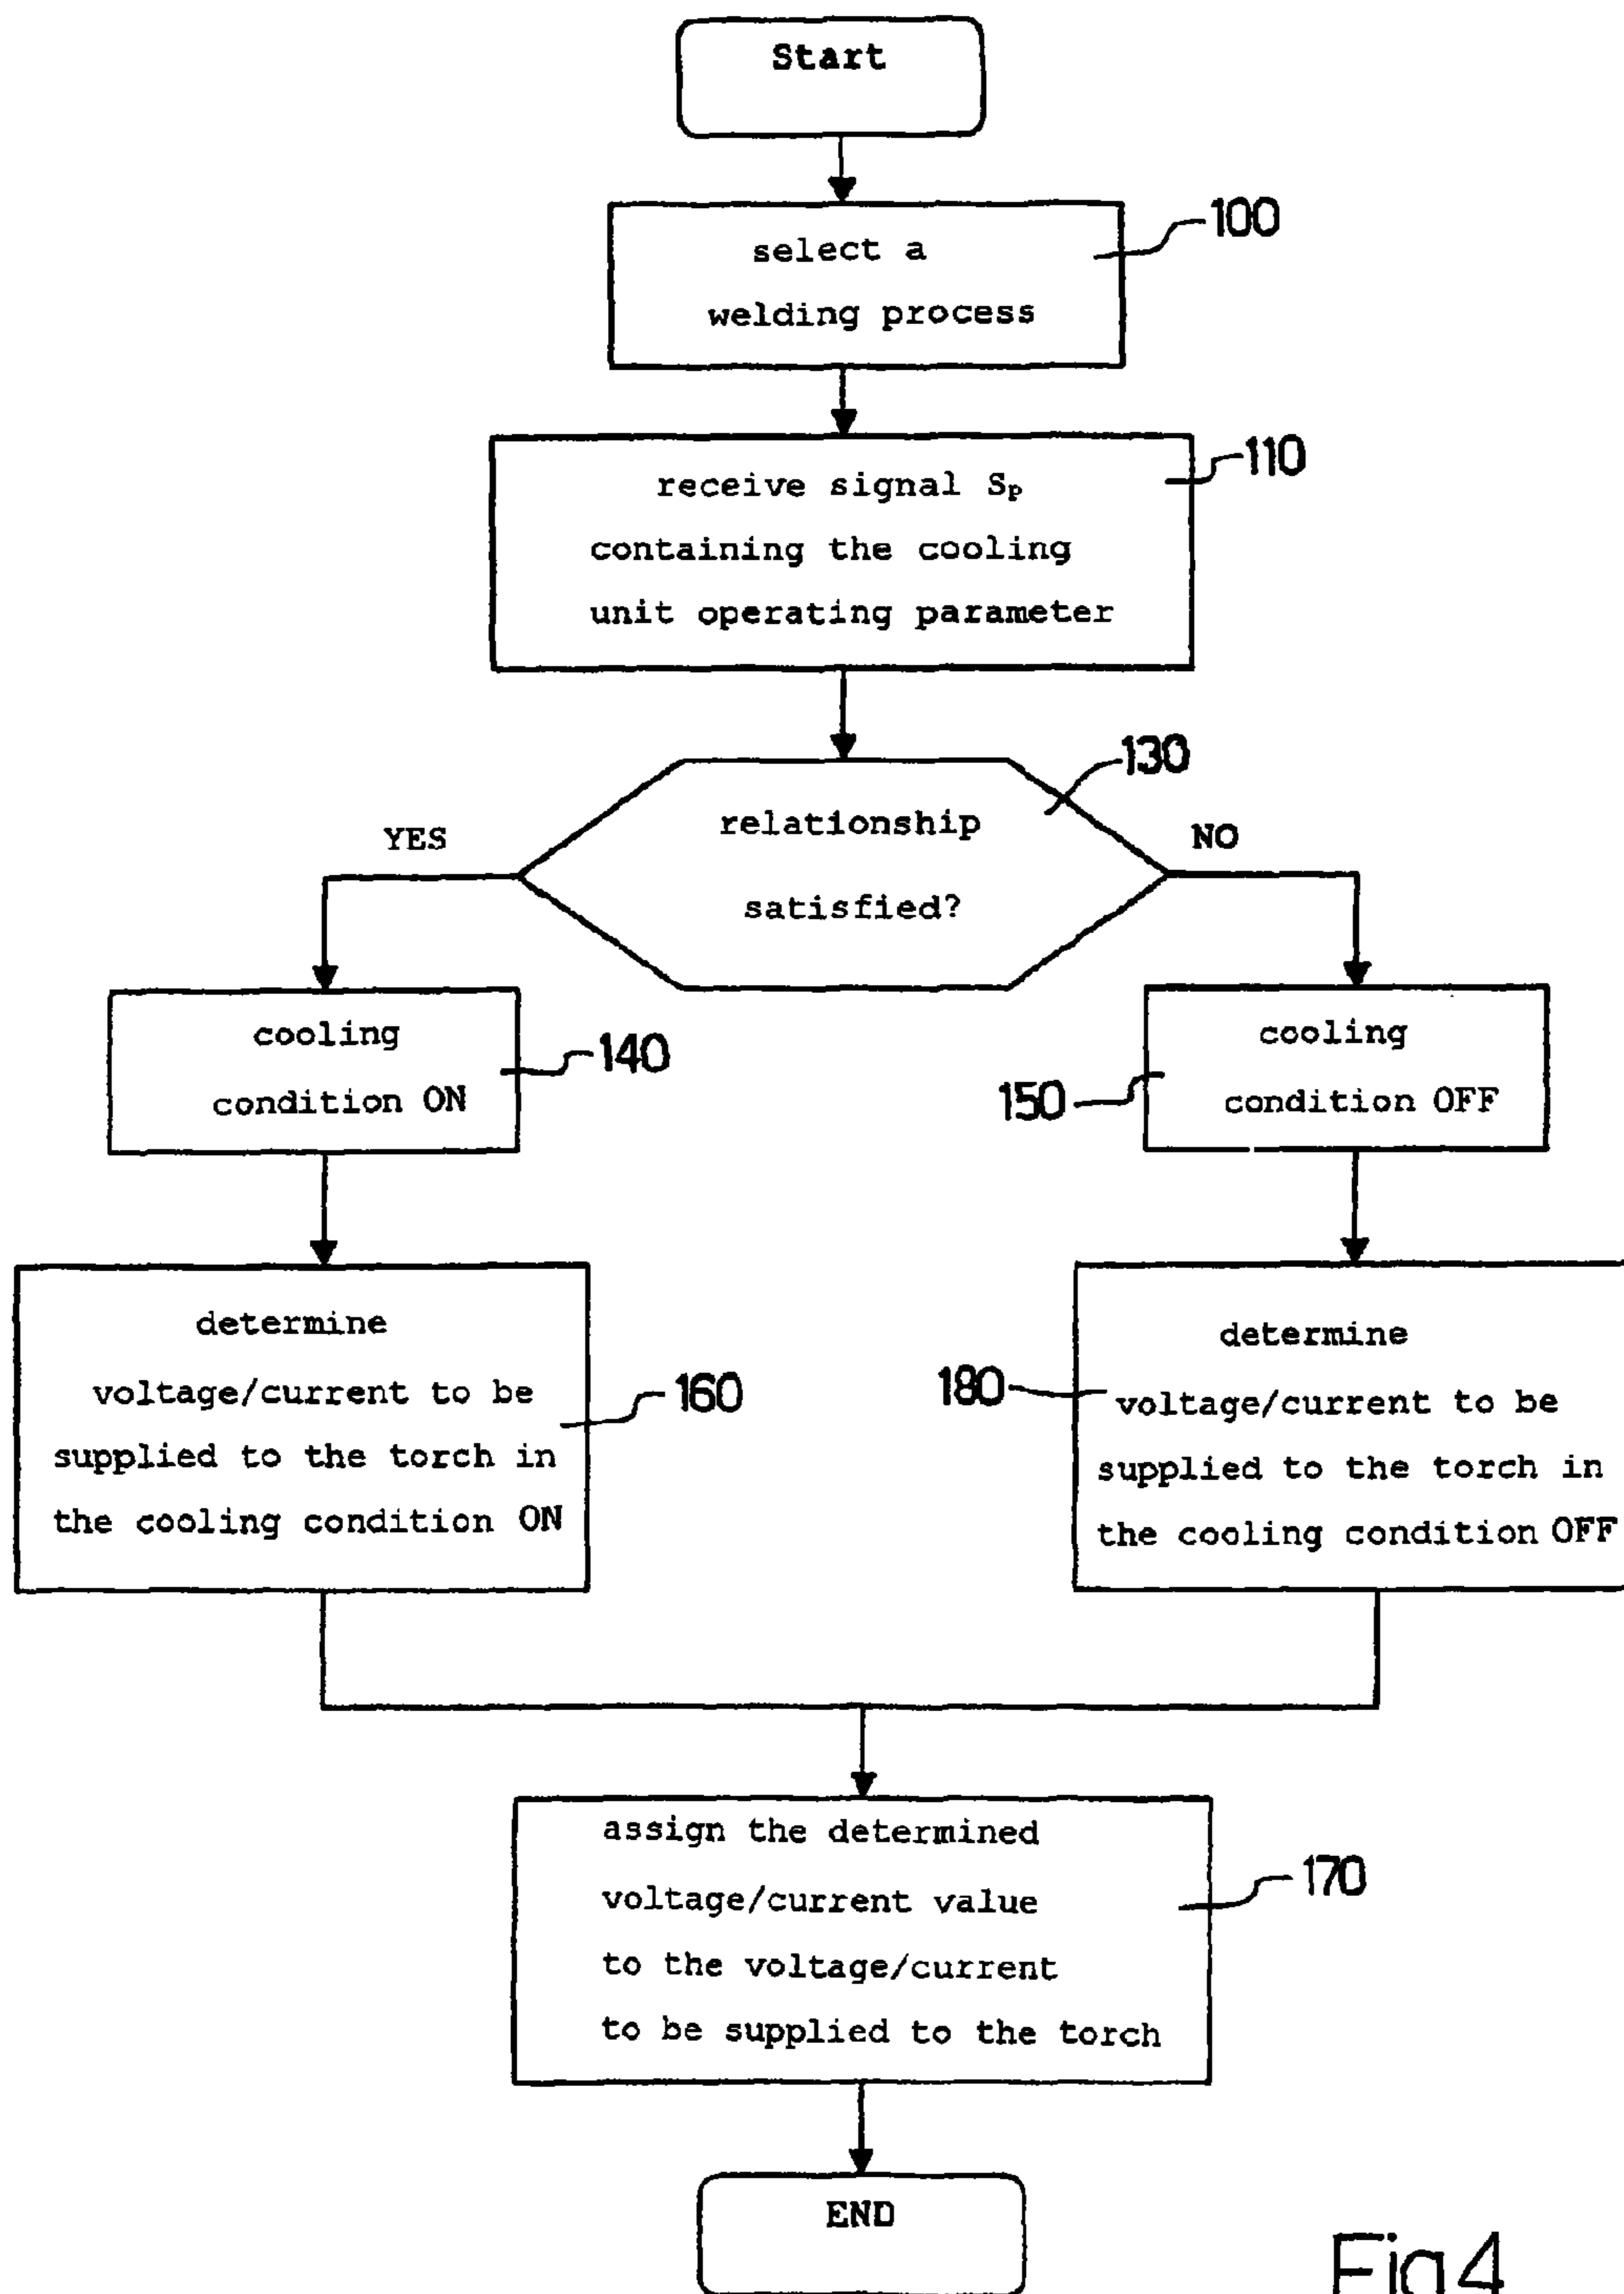 Start
100
select a
welding process
110
receive signal Sₚ
containing the cooling
unit operating parameter
130
relationship
satisfied?
YES
NO
cooling
condition ON
140
cooling
condition OFF
150
determine
voltage/current to be
supplied to the torch in
the cooling condition ON
160
determine
voltage/current to be
supplied to the torch in
the cooling condition OFF
180
assign the determined
voltage/current value
to the voltage/current
to be supplied to the torch
170
END
Fig.4